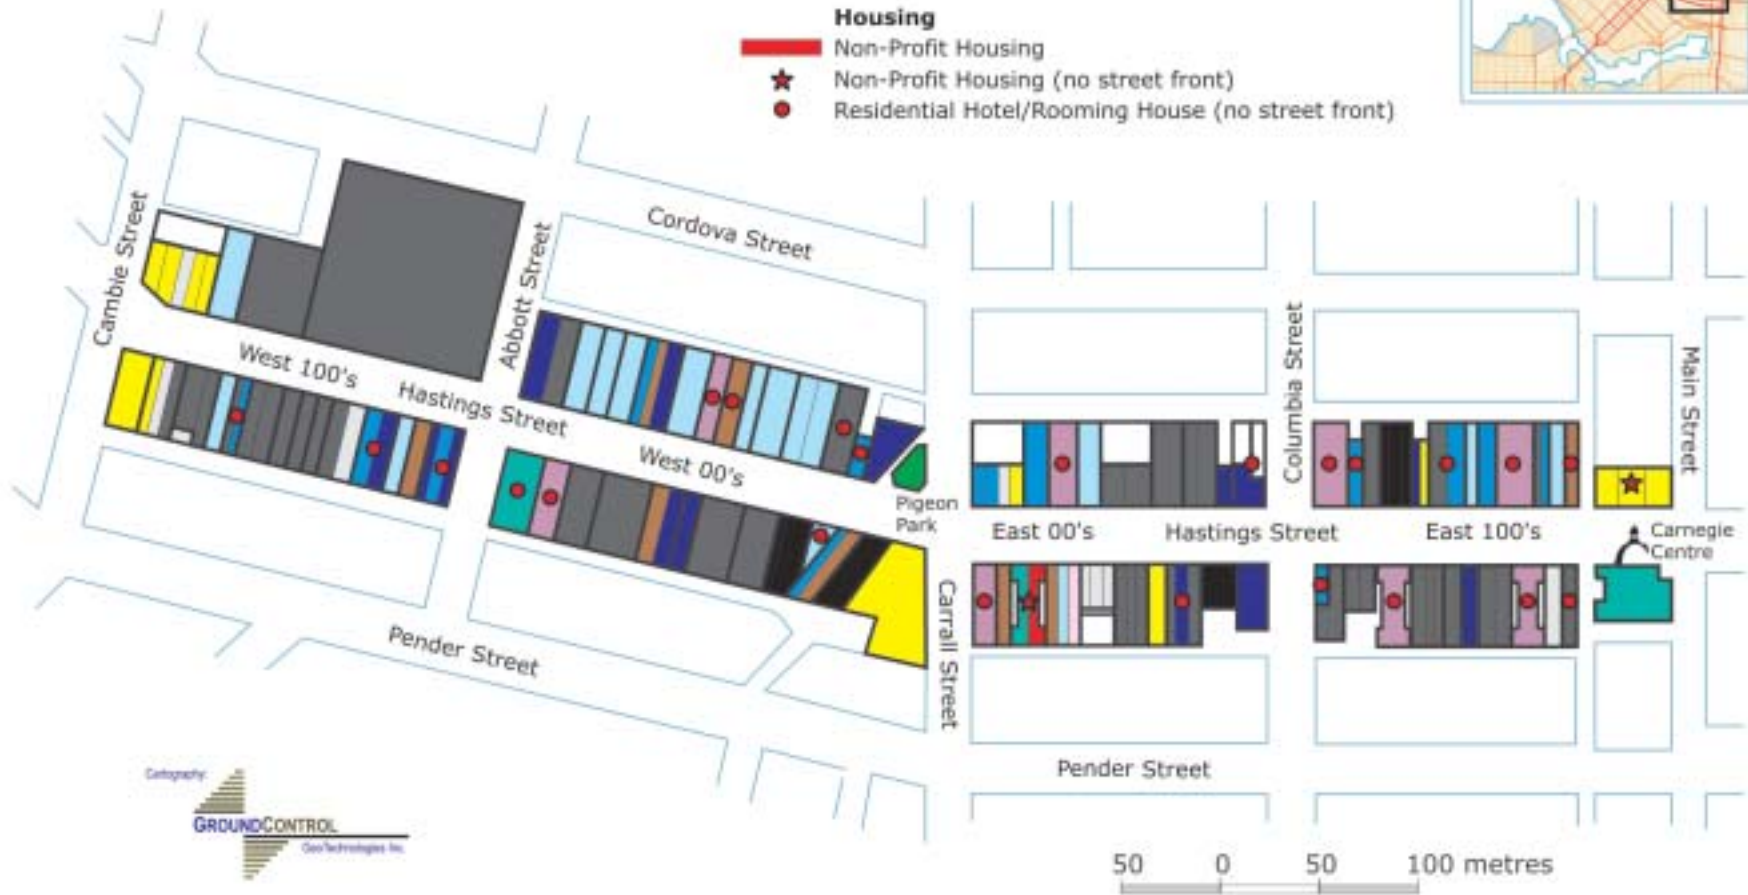 Housing
Non-Profit Housing
Non-Profit Housing (no street front)
Residential Hotel/Rooming House (no street front)
Cambie Street
Abbott Street
Cordova Street
West 100's
Hastings Street
West 00's
Pigeon
Park
Columbia Street
Main Street
East 00's
Hastings Street
East 100's
Carnegie
Centre
Carrall Street
Pender Street
Pender Street
Cartography:
GROUNDCONTROL
GeoTechnologies Inc.
50 0 50 100 metres